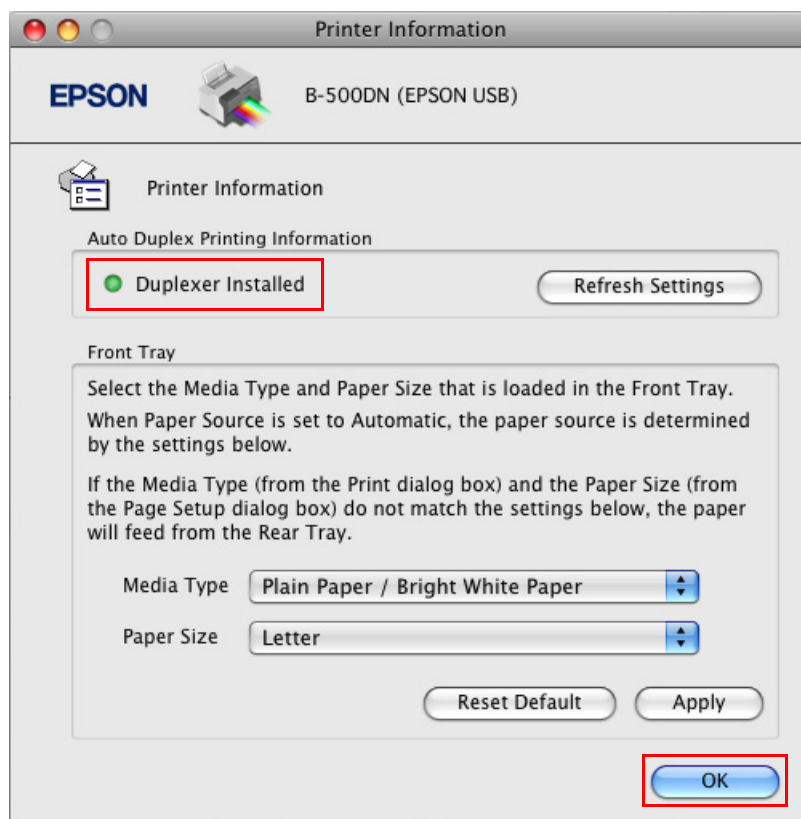 Printer Information
EPSON
B-500DN (EPSON USB)
Printer Information
Auto Duplex Printing Information
Duplexer Installed
Refresh Settings
Front Tray
Select the Media Type and Paper Size that is loaded in the Front Tray.
When Paper Source is set to Automatic, the paper source is determined
by the settings below.
If the Media Type (from the Print dialog box) and the Paper Size (from
the Page Setup dialog box) do not match the settings below, the paper
will feed from the Rear Tray.
Media Type
Plain Paper / Bright White Paper
Paper Size
Letter
Reset Default
Apply
OK